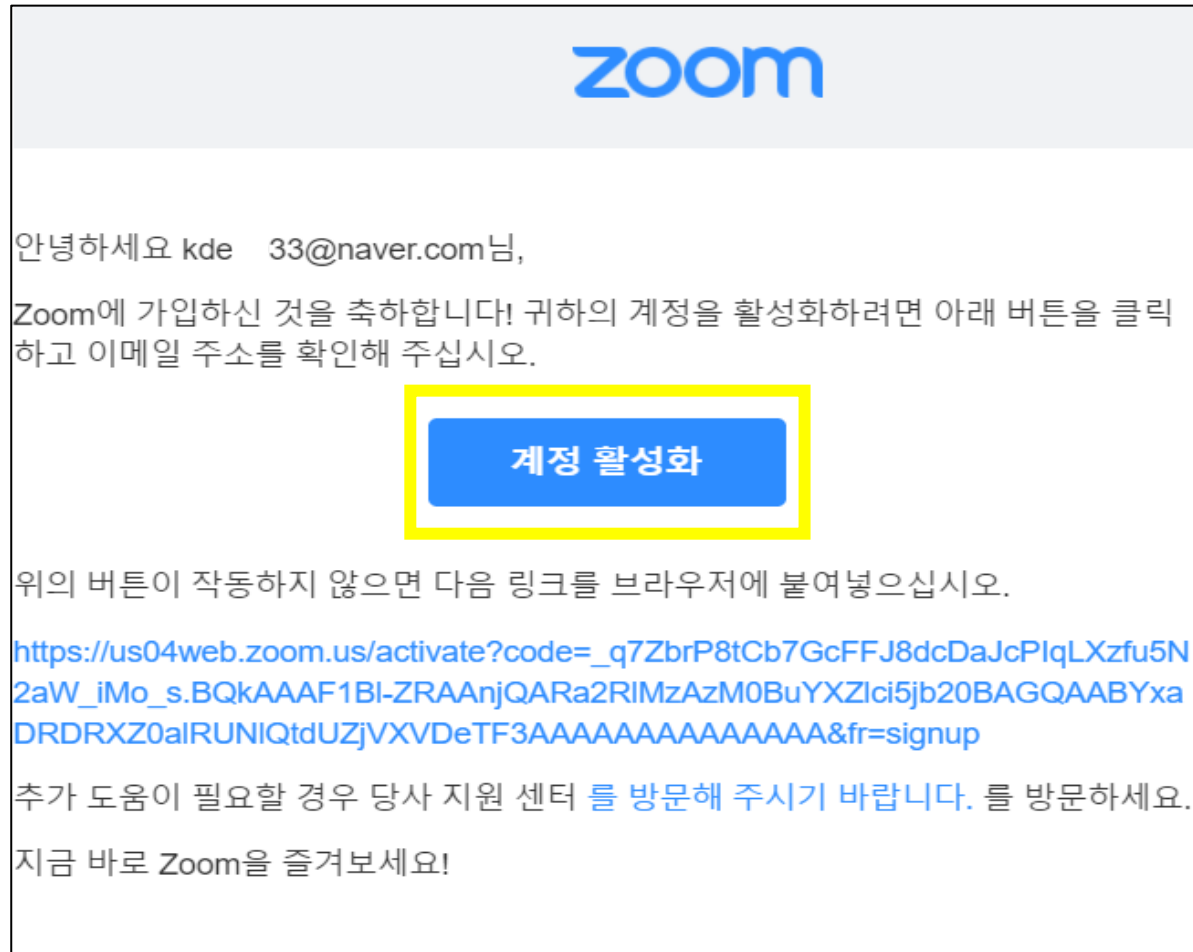 zoom
안녕하세요 kde 33@naver.com님,
Zoom에 가입하신 것을 축하합니다! 귀하의 계정을 활성화하려면 아래 버튼을 클릭
하고 이메일 주소를 확인해 주십시오.
계정 활성화
위의 버튼이 작동하지 않으면 다음 링크를 브라우저에 붙여넣으십시오.
https://us04web.zoom.us/activate?code=_q7ZbrP8tCb7GcFFJ8dcDaJcPIqLXzfu5N
2aW_iMo_s.BQkAAAF1Bl-ZRAAnjQARa2RlMzAzM0BuYXZlci5jb20BAGQAABYxa
DRDRXZ0alRUNlQtdUZjVXVDeTF3AAAAAAAAAAAAAA&fr=signup
추가 도움이 필요할 경우 당사 지원 센터 를 방문해 주시기 바랍니다. 를 방문하세요.
지금 바로 Zoom을 즐겨보세요!